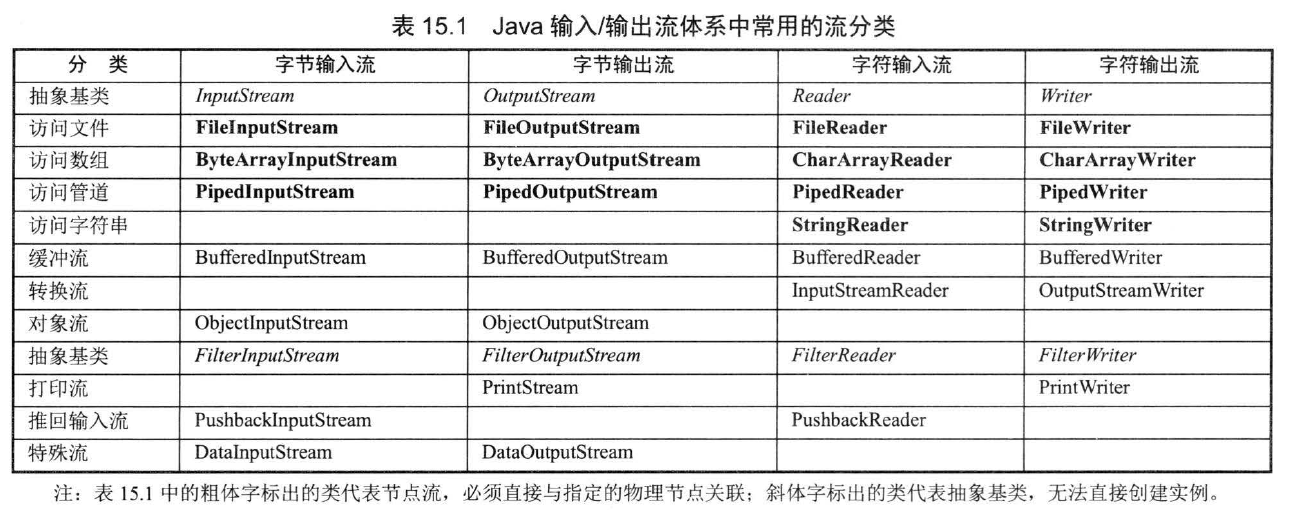 表 15.1 Java 输入/输出流体系中常用的流分类
分 类 字节输入流 字节输出流 字符输入流 字符输出流
抽象基类 InputStream OutputStream Reader Writer
访问文件 FileInputStream FileOutputStream FileReader FileWriter
访问数组 ByteArrayInputStream ByteArrayOutputStream CharArrayReader CharArrayWriter
访问管道 PipedInputStream PipedOutputStream PipedReader PipedWriter
访问字符串 StringReader StringWriter
缓冲流 BufferedInputStream BufferedOutputStream BufferedReader BufferedWriter
转换流 InputStreamReader OutputStreamWriter
对象流 ObjectInputStream ObjectOutputStream
抽象基类 FilterInputStream FilterOutputStream FilterReader FilterWriter
打印流 PrintStream PrintWriter
推回输入流 PushbackInputStream PushbackReader
特殊流 DataInputStream DataOutputStream
注：表 15.1 中的粗体字标出的类代表节点流，必须直接与指定的物理节点关联；斜体字标出的类代表抽象基类，无法直接创建实例。